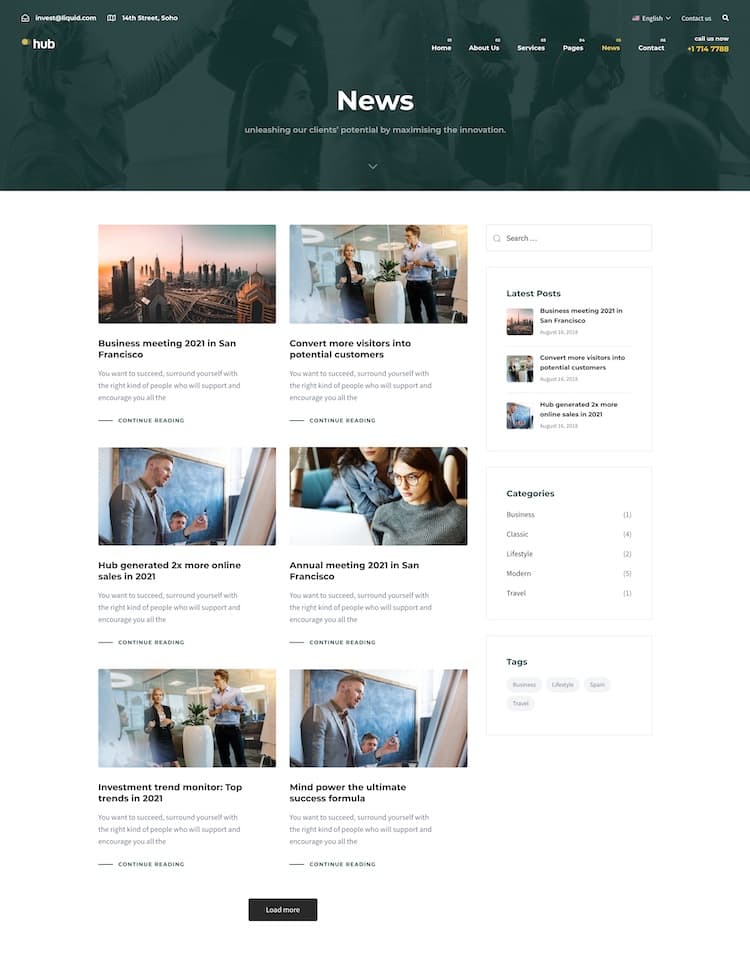 invest@liquid.com 14th Street, Soho English Contact us
hub
01 02 03 04 05 06
Home About Us Services Pages News Contact
call us now
+1 714 7788
News
unleashing our clients' potential by maximising the innovation.
Business meeting 2021 in San
Francisco
You want to succeed, surround yourself with
the right kind of people who will support and
encourage you all the
CONTINUE READING
Convert more visitors into
potential customers
You want to succeed, surround yourself with
the right kind of people who will support and
encourage you all the
CONTINUE READING
Hub generated 2x more online
sales in 2021
You want to succeed, surround yourself with
the right kind of people who will support and
encourage you all the
CONTINUE READING
Annual meeting 2021 in San
Francisco
You want to succeed, surround yourself with
the right kind of people who will support and
encourage you all the
CONTINUE READING
Investment trend monitor: Top
trends in 2021
You want to succeed, surround yourself with
the right kind of people who will support and
encourage you all the
CONTINUE READING
Mind power the ultimate
success formula
You want to succeed, surround yourself with
the right kind of people who will support and
encourage you all the
CONTINUE READING
Load more
Search ...
Latest Posts
Business meeting 2021 in
San Francisco
August 16, 2018
Convert more visitors into
potential customers
August 16, 2018
Hub generated 2x more
online sales in 2021
August 16, 2018
Categories
Business (1)
Classic (4)
Lifestyle (2)
Modern (5)
Travel (1)
Tags
Business Lifestyle Spain
Travel